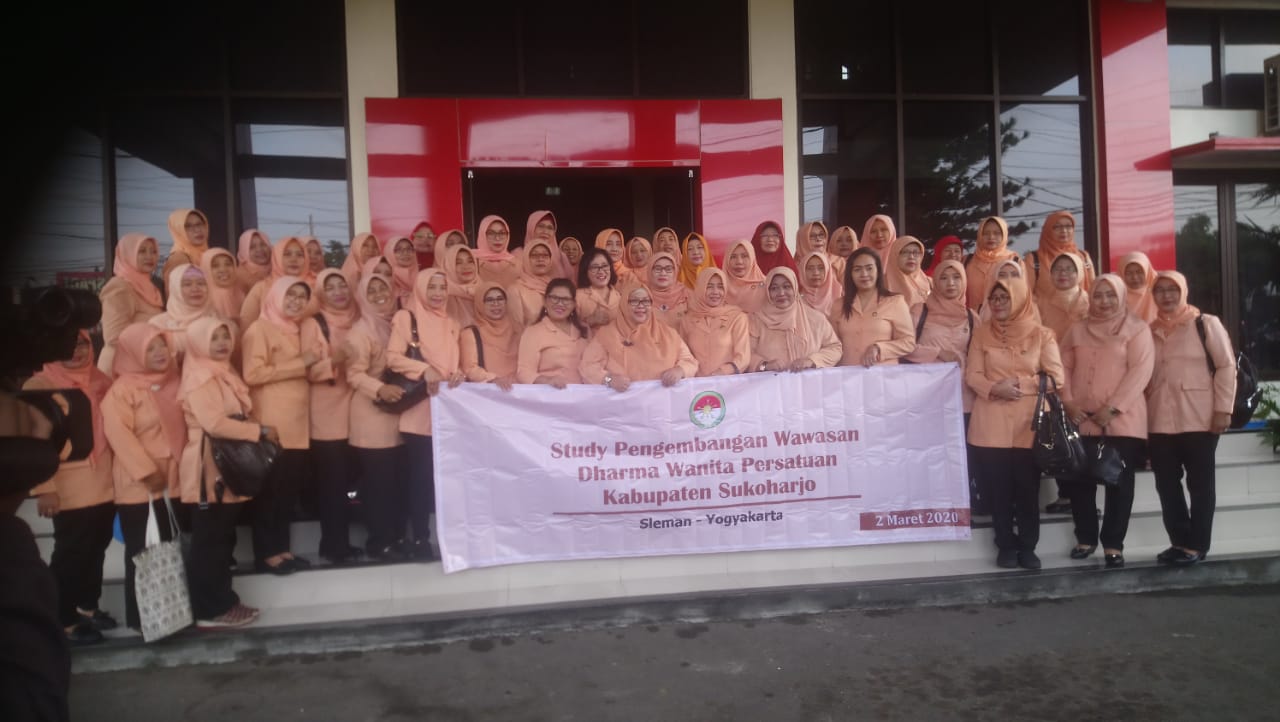 Study Pengembangan Wawasan
Dharma Wanita Persatuan
Kabupaten Sukoharjo
Sleman - Yogyakarta
2 Maret 2020